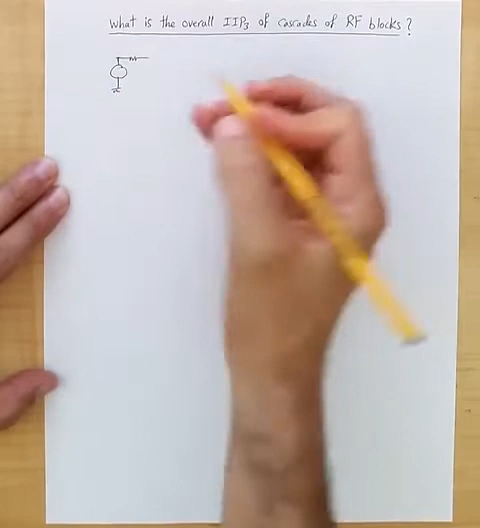 what is the overall IIP3 of cascades of RF blocks?